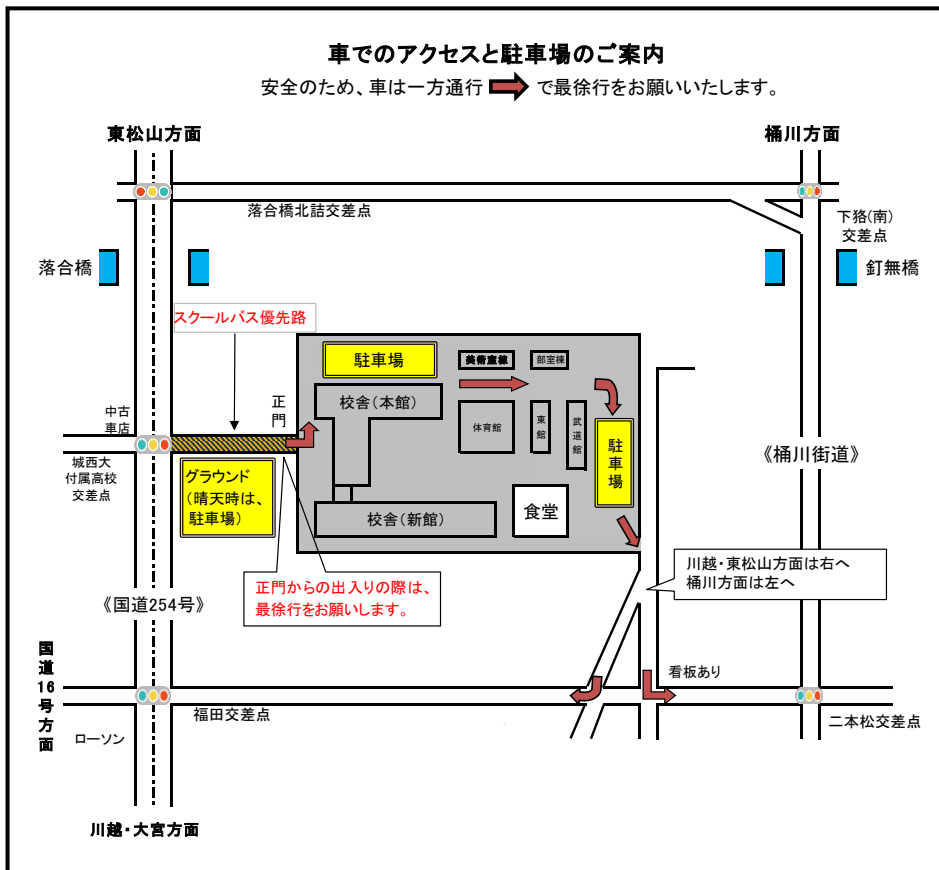 車でのアクセスと駐車場のご案内
安全のため、車は一方通行
で最徐行をお願いいたします。
東松山方面
桶川方面
落合橋北詰交差点
下狢(南)
交差点
落合橋
釘無橋
スクールバス優先路
駐車場
美術室棟
部室棟
正門
校舎(本館)
中古
車店
体育館
東館
武道館
駐車場
《桶川街道》
城西大
付属高校
交差点
グラウンド
(晴天時は、
駐車場)
校舎(新館)
食堂
川越・東松山方面は右へ
桶川方面は左へ
正門からの出入りの際は、
最徐行をお願いします。
《国道254号》
国道16号方面
看板あり
福田交差点
二本松交差点
ローソン
川越・大宮方面